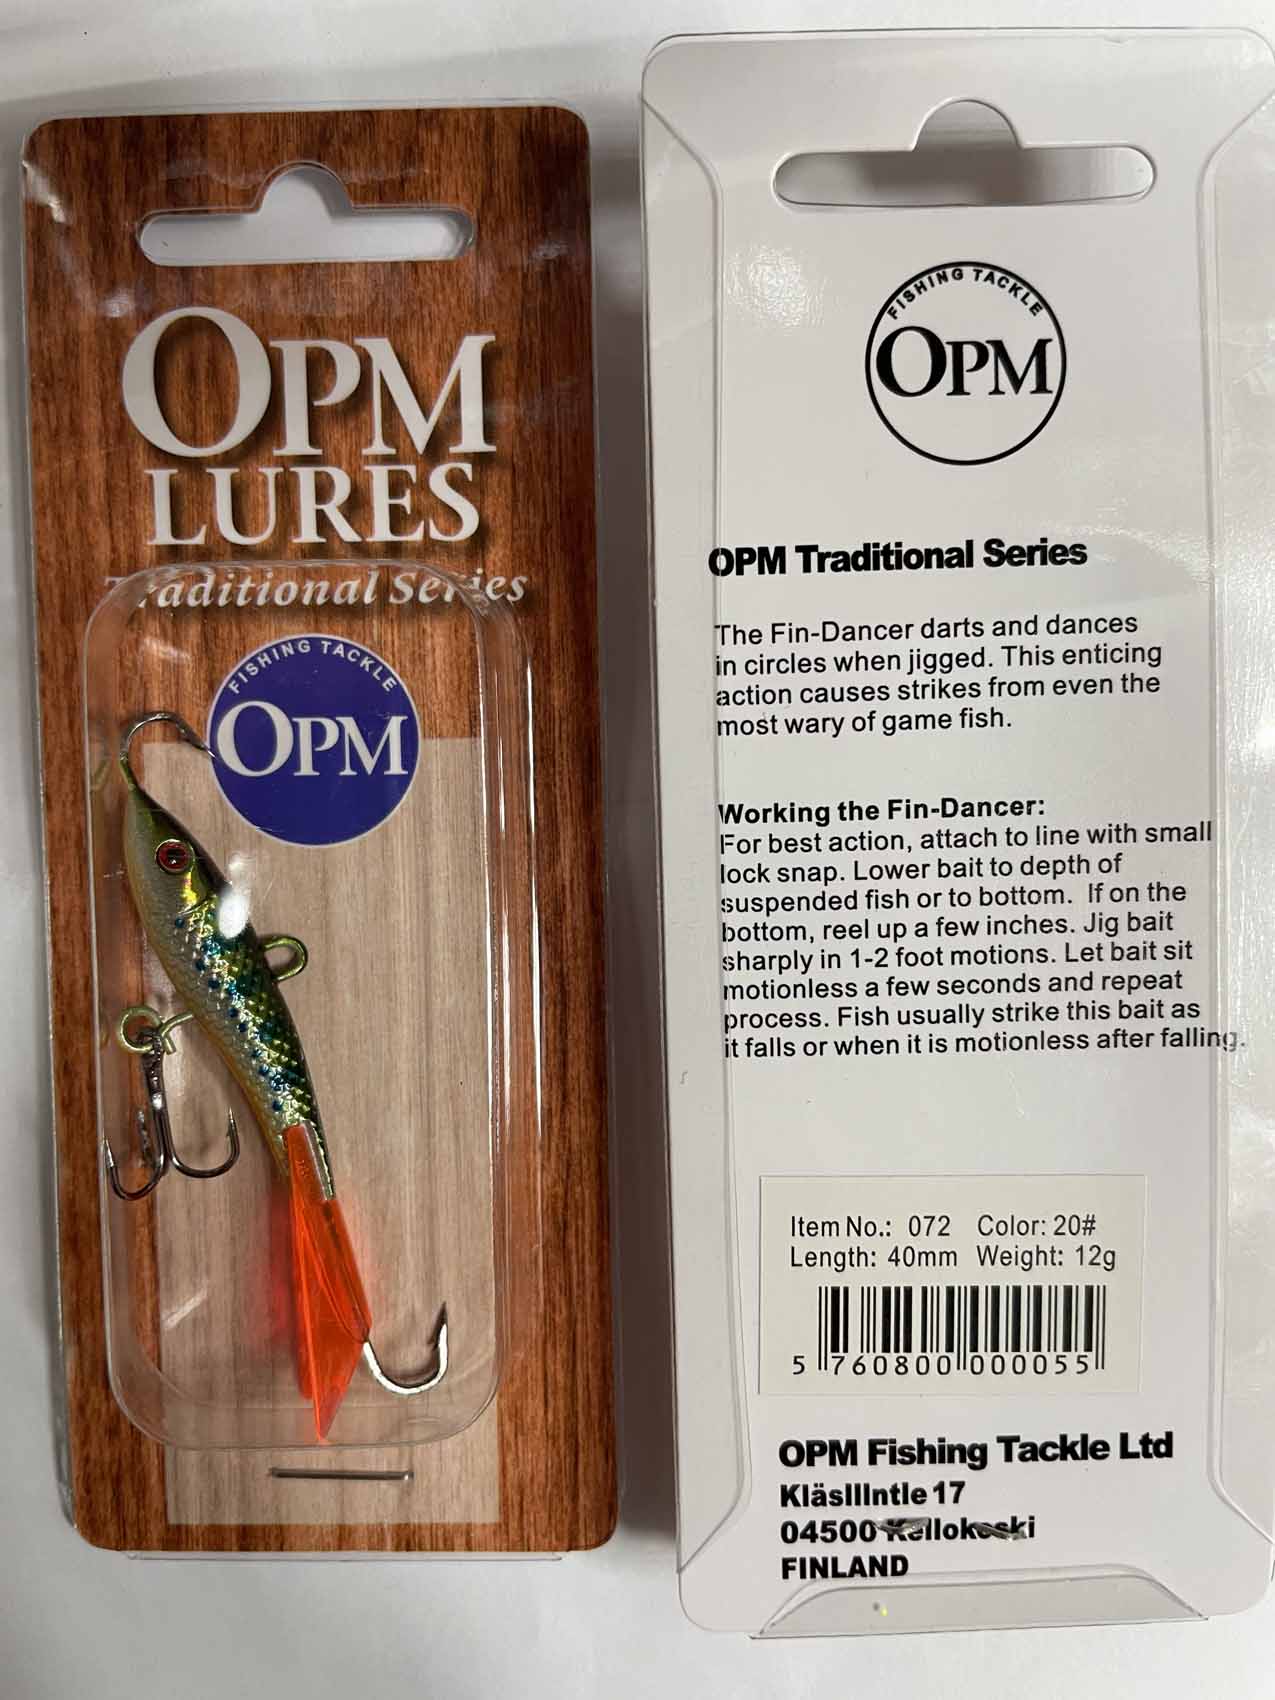 OPM
LURES
Traditional Series
FISHING TACKLE
OPM
FISHING TACKLE
OPM
OPM Traditional Series
The Fin-Dancer darts and dances
in circles when jigged. This enticing
action causes strikes from even the
most wary of game fish.
Working the Fin-Dancer:
For best action, attach to line with small
lock snap. Lower bait to depth of
suspended fish or to bottom. If on the
bottom, reel up a few inches. Jig bait
sharply in 1-2 foot motions. Let bait sit
motionless a few seconds and repeat
process. Fish usually strike this bait as
it falls or when it is motionless after falling.
Item No.: 072 Color: 20#
Length: 40mm Weight: 12g
5 760800 000055
OPM Fishing Tackle Ltd
KläsIIIntie 17
04500 Kellokoski
FINLAND